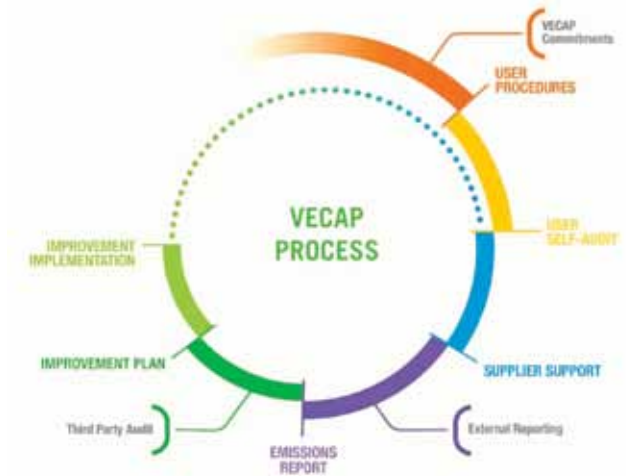 VECAP
Commitments
USER
PROCEDURES
VECAP
PROCESS
USER
SELF-AUDIT
IMPROVEMENT
IMPLEMENTATION
IMPROVEMENT PLAN
SUPPLIER SUPPORT
Third Party Audit
External Reporting
EMISSIONS
REPORT